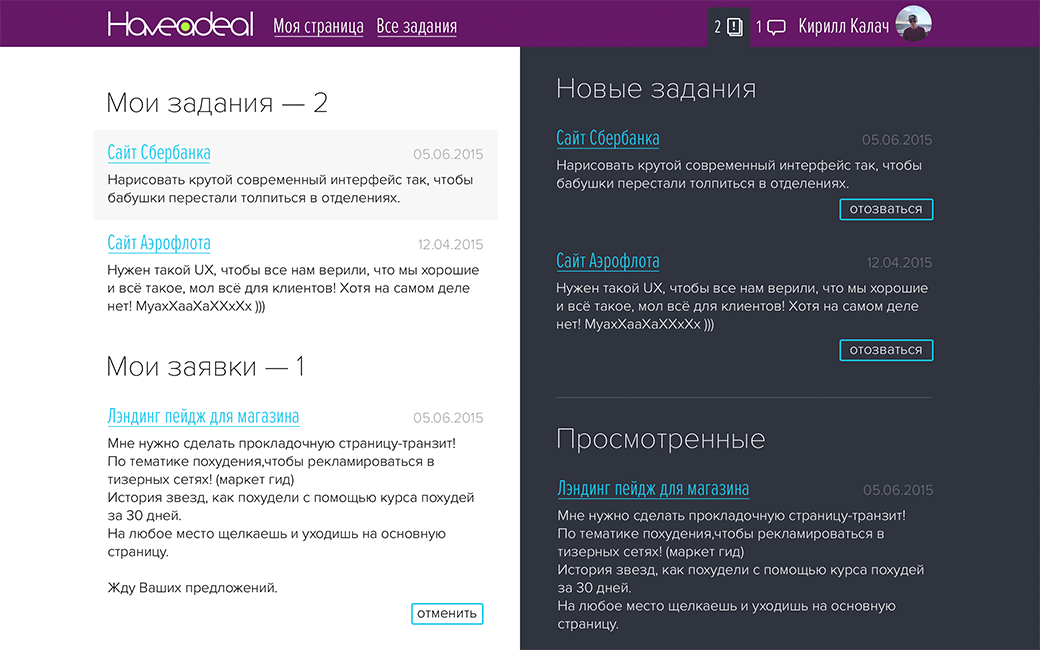 Haveadeal Моя страница Все задания 2 1 Кирилл Калач
Мои задания — 2
Сайт Сбербанка 05.06.2015
Нарисовать крутой современный интерфейс так, чтобы
бабушки перестали толпиться в отделениях.
Сайт Аэрофлота 12.04.2015
Нужен такой UX, чтобы все нам верили, что мы хорошие
и всё такое, мол всё для клиентов! Хотя на самом деле
нет! МуахХааХаХХхХх )))
Мои заявки — 1
Лэндинг пейдж для магазина 05.06.2015
Мне нужно сделать прокладочную страницу-транзит!
По тематике похудения,чтобы рекламироваться в
тизерных сетях! (маркет гид)
История звезд, как похудели с помощью курса похудей
за 30 дней.
На любое место щелкаешь и уходишь на основную
страницу.
Жду Ваших предложений.
отменить
Новые задания
Сайт Сбербанка 05.06.2015
Нарисовать крутой современный интерфейс так, чтобы
бабушки перестали толпиться в отделениях.
отозваться
Сайт Аэрофлота 12.04.2015
Нужен такой UX, чтобы все нам верили, что мы хорошие
и всё такое, мол всё для клиентов! Хотя на самом деле
нет! МуахХааХаХХхХх )))
отозваться
Просмотренные
Лэндинг пейдж для магазина 05.06.2015
Мне нужно сделать прокладочную страницу-транзит!
По тематике похудения,чтобы рекламироваться в
тизерных сетях! (маркет гид)
История звезд, как похудели с помощью курса похудей
за 30 дней.
На любое место щелкаешь и уходишь на основную
страницу.